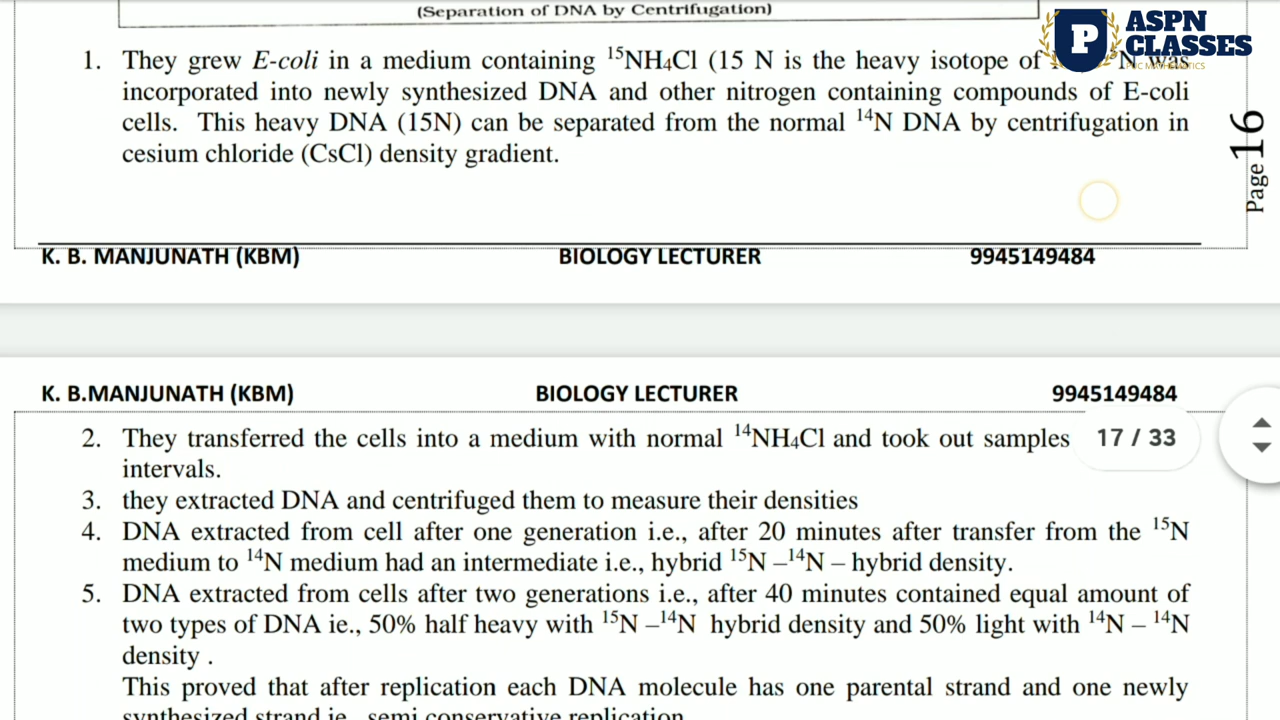 (Separation of DNA by Centrifugation)
ASPN
CLASSES
PUC MATHEMATICS
P
1. They grew E-coli in a medium containing ¹⁵NH₄Cl (15 N is the heavy isotope of N was
incorporated into newly synthesized DNA and other nitrogen containing compounds of E-coli
cells. This heavy DNA (15N) can be separated from the normal ¹⁴N DNA by centrifugation in
cesium chloride (CsCl) density gradient.
Page 16
K. B. MANJUNATH (KBM) BIOLOGY LECTURER 9945149484
K. B.MANJUNATH (KBM) BIOLOGY LECTURER 9945149484
2. They transferred the cells into a medium with normal ¹⁴NH₄Cl and took out samples
17 / 33
intervals.
3. they extracted DNA and centrifuged them to measure their densities
4. DNA extracted from cell after one generation i.e., after 20 minutes after transfer from the ¹⁵N
medium to ¹⁴N medium had an intermediate i.e., hybrid ¹⁵N –¹⁴N – hybrid density.
5. DNA extracted from cells after two generations i.e., after 40 minutes contained equal amount of
two types of DNA ie., 50% half heavy with ¹⁵N –¹⁴N hybrid density and 50% light with ¹⁴N – ¹⁴N
density .
This proved that after replication each DNA molecule has one parental strand and one newly
synthesized strand ie., semi conservative replication